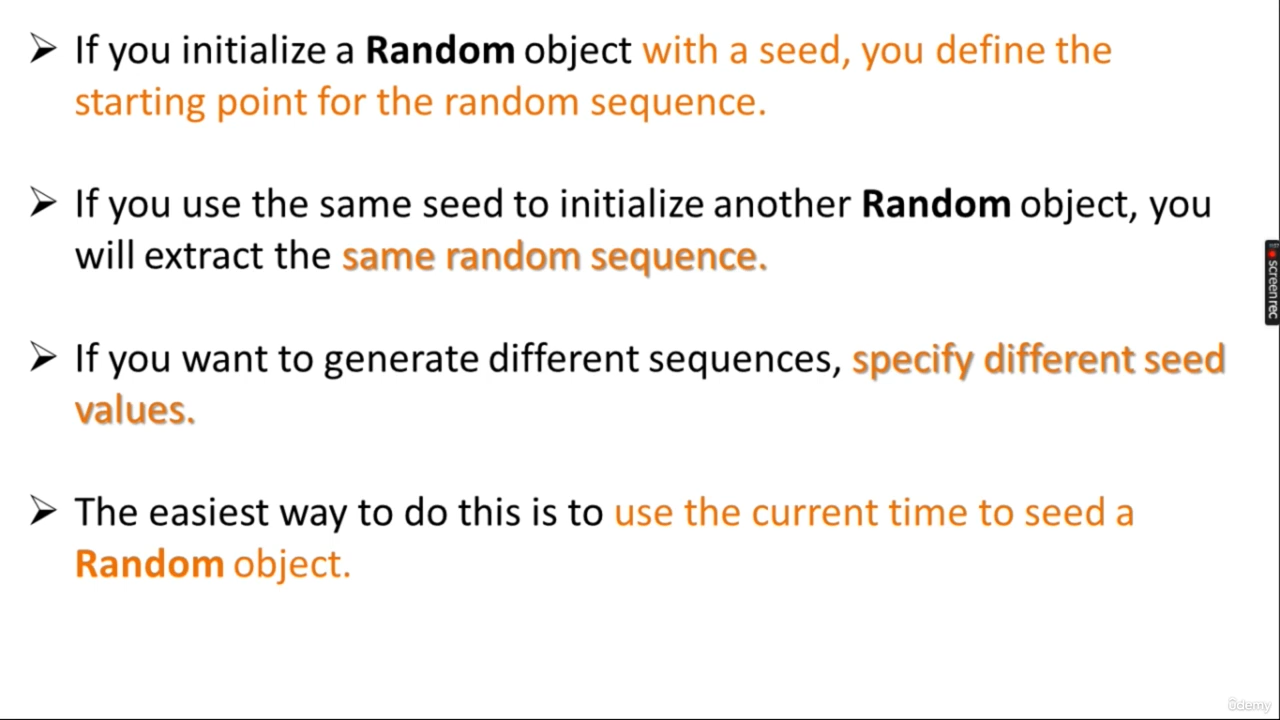 ➢ If you initialize a Random object with a seed, you define the
starting point for the random sequence.
➢ If you use the same seed to initialize another Random object, you
will extract the same random sequence.
➢ If you want to generate different sequences, specify different seed
values.
➢ The easiest way to do this is to use the current time to seed a
Random object.
screenrec
ûdemy